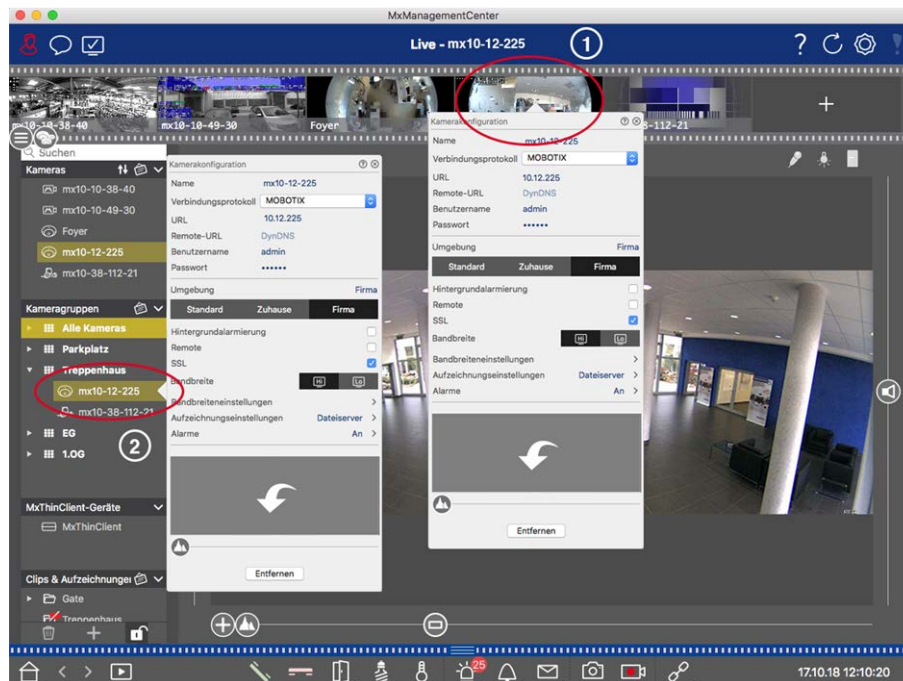 MxManagementCenter
Live - mx10-12-225
1
mx10-10-38-40
mx10-10-49-30
Foyer
8-112-21
Suchen
Kameras
mx10-10-38-40
mx10-10-49-30
Foyer
mx10-12-225
mx10-38-112-21
Kameragruppen
Alle Kameras
Parkplatz
Treppenhaus
mx10-12-225
mx10-38-112-21
EG
1.OG
2
MxThinClient-Geräte
MxThinClient
Clips & Aufzeichnungen
Gate
Treppenhaus
Kamerakonfiguration
Name mx10-12-225
Verbindungsprotokoll MOBOTIX
URL 10.12.225
Remote-URL DynDNS
Benutzername admin
Passwort ••••••
Umgebung Firma
Standard Zuhause Firma
Hintergrundalarmierung
Remote
SSL
Bandbreite Hi Lo
Bandbreiteneinstellungen
Aufzeichnungseinstellungen Dateiserver
Alarme An
Entfernen
Kamerakonfiguration
Name mx10-12-225
Verbindungsprotokoll MOBOTIX
URL 10.12.225
Remote-URL DynDNS
Benutzername admin
Passwort ••••••
Umgebung Firma
Standard Zuhause Firma
Hintergrundalarmierung
Remote
SSL
Bandbreite Hi Lo
Bandbreiteneinstellungen
Aufzeichnungseinstellungen Dateiserver
Alarme An
Entfernen
25
17.10.18 12:10:20